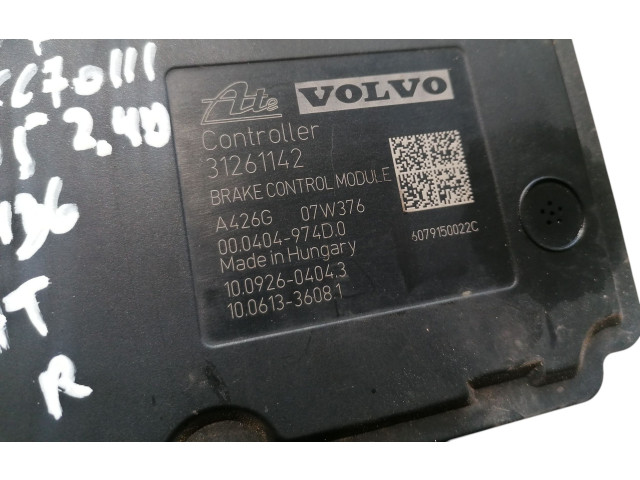 Ate VOLVO
Controller
31261142
BRAKE CONTROL MODULE
A426G 07W376
00.0404-974D.0
Made in Hungary
10.0926-0404.3
10.0613-3608.1
6079150022C
2.4D
R